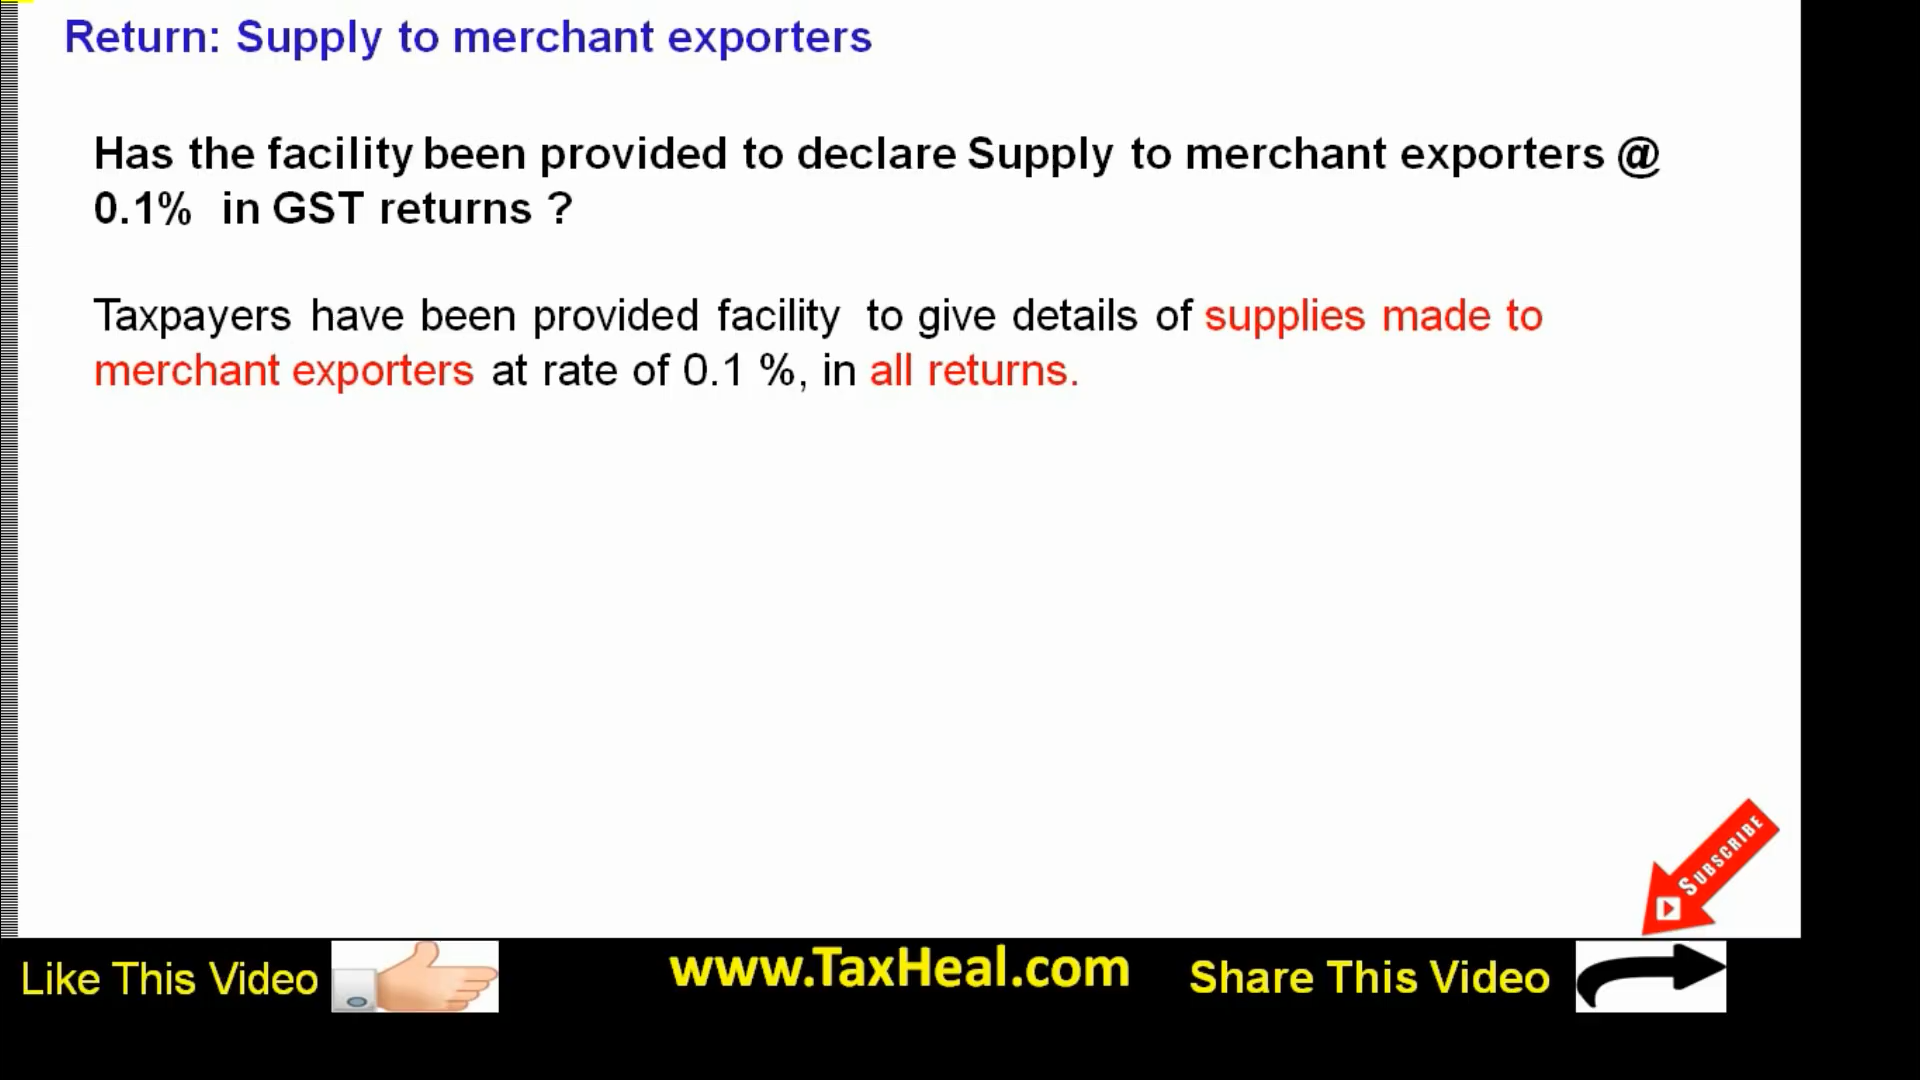 Return: Supply to merchant exporters
Has the facility been provided to declare Supply to merchant exporters @
0.1% in GST returns ?
Taxpayers have been provided facility to give details of supplies made to
merchant exporters at rate of 0.1 %, in all returns.
SUBSCRIBE
Like This Video
www.TaxHeal.com
Share This Video